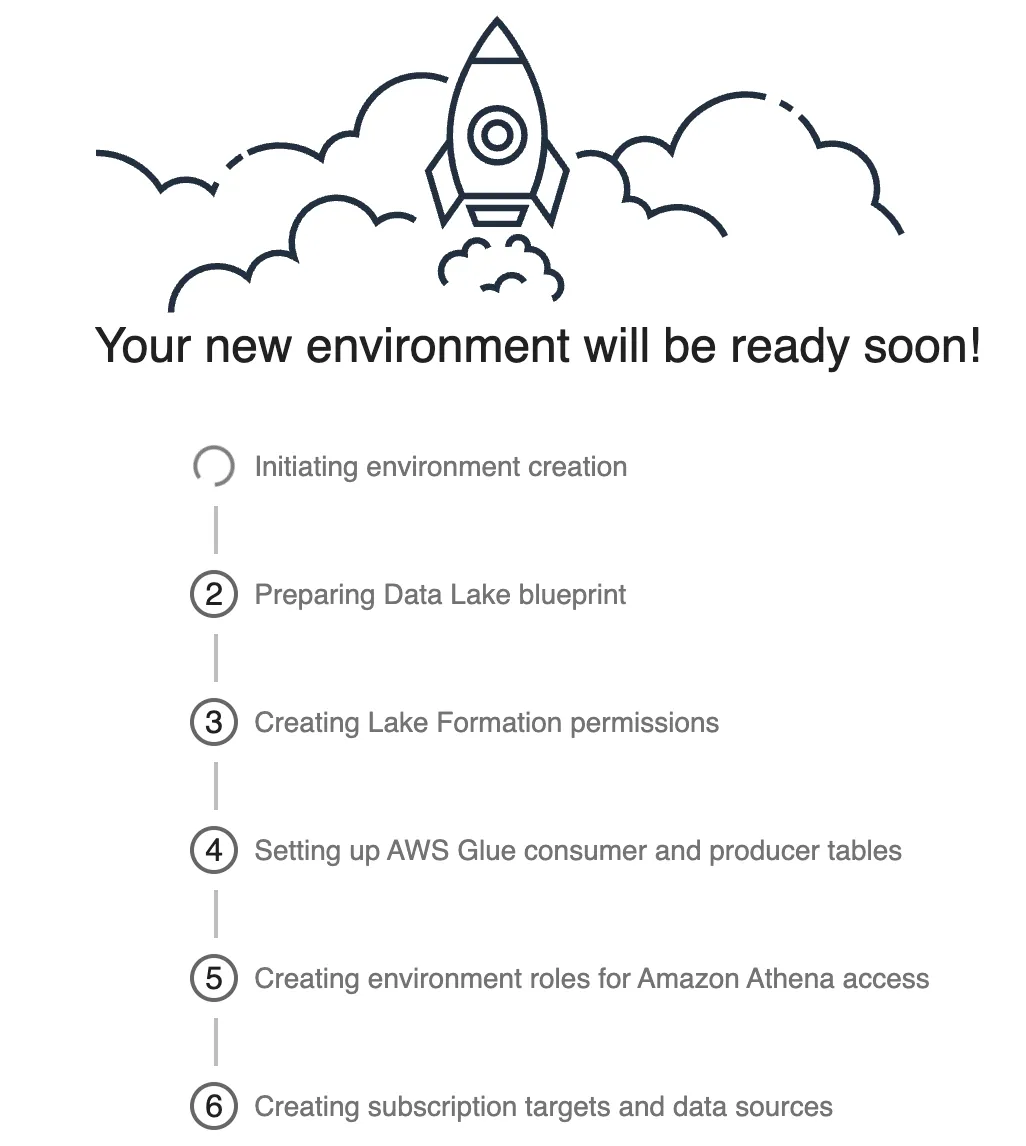 Your new environment will be ready soon!
Initiating environment creation
2 Preparing Data Lake blueprint
3 Creating Lake Formation permissions
4 Setting up AWS Glue consumer and producer tables
5 Creating environment roles for Amazon Athena access
6 Creating subscription targets and data sources